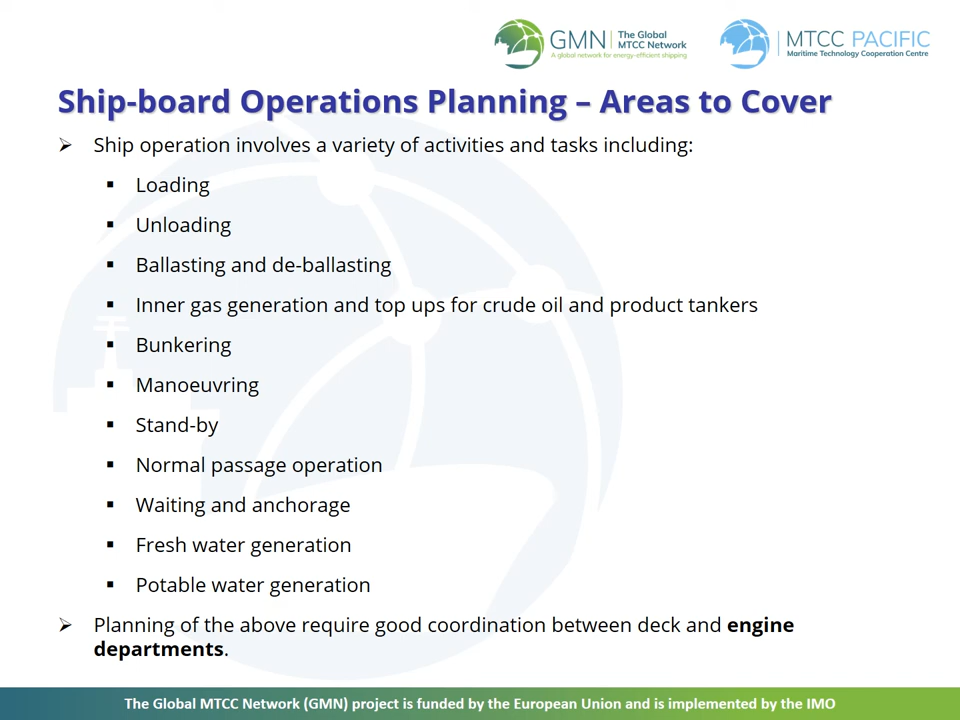 GMN The Global
MTCC Network
A global network for energy-efficient shipping
MTCC PACIFIC
Maritime Technology Cooperation Centre
Ship-board Operations Planning – Areas to Cover
➢ Ship operation involves a variety of activities and tasks including:
▪ Loading
▪ Unloading
▪ Ballasting and de-ballasting
▪ Inner gas generation and top ups for crude oil and product tankers
▪ Bunkering
▪ Manoeuvring
▪ Stand-by
▪ Normal passage operation
▪ Waiting and anchorage
▪ Fresh water generation
▪ Potable water generation
➢ Planning of the above require good coordination between deck and engine
departments.
The Global MTCC Network (GMN) project is funded by the European Union and is implemented by the IMO